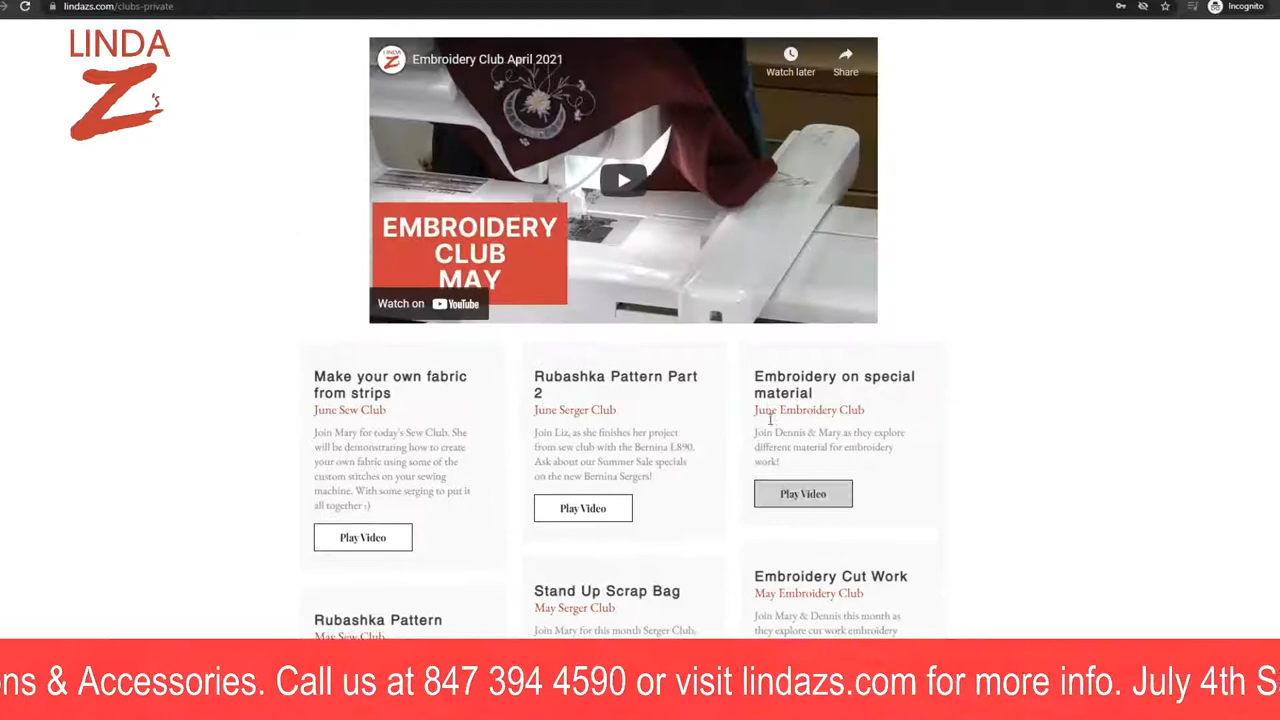 lindazs.com/clubs-private
Incognito
LINDA
Z's
LINDA
Z
Embroidery Club April 2021
Watch later
Share
EMBROIDERY
CLUB
MAY
Watch on YouTube
Make your own fabric
from strips
June Sew Club
Join Mary for today's Sew Club. She
will be demonstrating how to create
your own fabric using some of the
custom stitches on your sewing
machine. With some serging to put it
all together :)
Play Video
Rubashka Pattern
May Sew Club
Rubashka Pattern Part
2
June Serger Club
Join Liz, as she finishes her project
from sew club with the Bernina L890.
Ask about our Summer Sale specials
on the new Bernina Sergers!
Play Video
Stand Up Scrap Bag
May Serger Club
Join Mary for this month Serger Club,
Embroidery on special
material
June Embroidery Club
Join Dennis & Mary as they explore
different material for embroidery
work!
Play Video
Embroidery Cut Work
May Embroidery Club
Join Mary & Dennis this month as
they explore cut work embroidery
ns & Accessories. Call us at 847 394 4590 or visit lindazs.com for more info. July 4th S